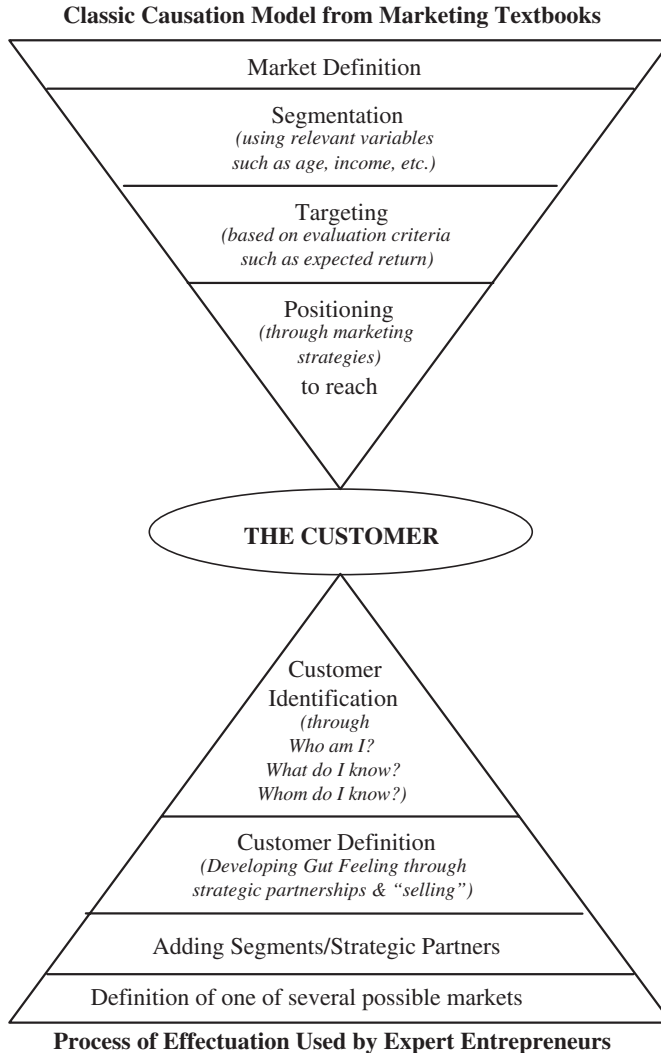 Classic Causation Model from Marketing Textbooks
Market Definition
Segmentation
(using relevant variables
such as age, income, etc.)
Targeting
(based on evaluation criteria
such as expected return)
Positioning
(through marketing
strategies)
to reach
THE CUSTOMER
Customer
Identification
(through
Who am I?
What do I know?
Whom do I know?)
Customer Definition
(Developing Gut Feeling through
strategic partnerships & “selling”)
Adding Segments/Strategic Partners
Definition of one of several possible markets
Process of Effectuation Used by Expert Entrepreneurs